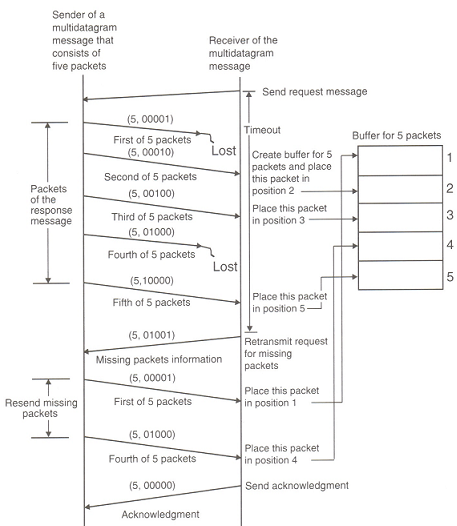 Sender of a
multidatagram
message that
consists of
five packets
Receiver of the
multidatagram
message
Send request message
Timeout
(5, 00001)
First of 5 packets
Lost
(5, 00010)
Second of 5 packets
Create buffer for 5
packets and place
this packet in
position 2
Buffer for 5 packets
1
2
3
4
5
Packets
of the
response
message
(5, 00100)
Third of 5 packets
Place this packet
in position 3
(5, 01000)
Fourth of 5 packets
Lost
(5,10000)
Fifth of 5 packets
Place this packet
in position 5
(5, 01001)
Missing packets information
Retransmit request
for missing
packets
Resend missing
packets
(5, 00001)
First of 5 packets
Place this packet
in position 1
(5, 01000)
Fourth of 5 packets
Place this packet
in position 4
(5, 00000)
Send acknowledgment
Acknowledgment